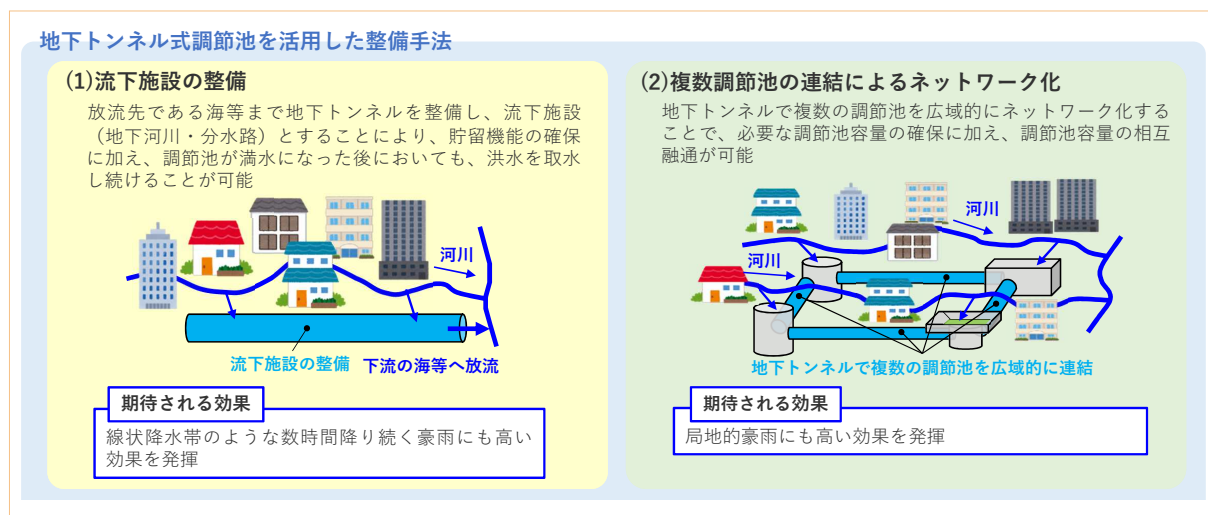 地下トンネル式調節池を活用した整備手法
(1)流下施設の整備
放流先である海等まで地下トンネルを整備し、流下施設
（地下河川・分水路）とすることにより、貯留機能の確保
に加え、調節池が満水になった後においても、洪水を取水
し続けることが可能
河川
流下施設の整備
下流の海等へ放流
期待される効果
線状降水帯のような数時間降り続く豪雨にも高い
効果を発揮
(2)複数調節池の連結によるネットワーク化
地下トンネルで複数の調節池を広域的にネットワーク化する
ことで、必要な調節池容量の確保に加え、調節池容量の相互
融通が可能
河川
河川
地下トンネルで複数の調節池を広域的に連結
期待される効果
局地的豪雨にも高い効果を発揮